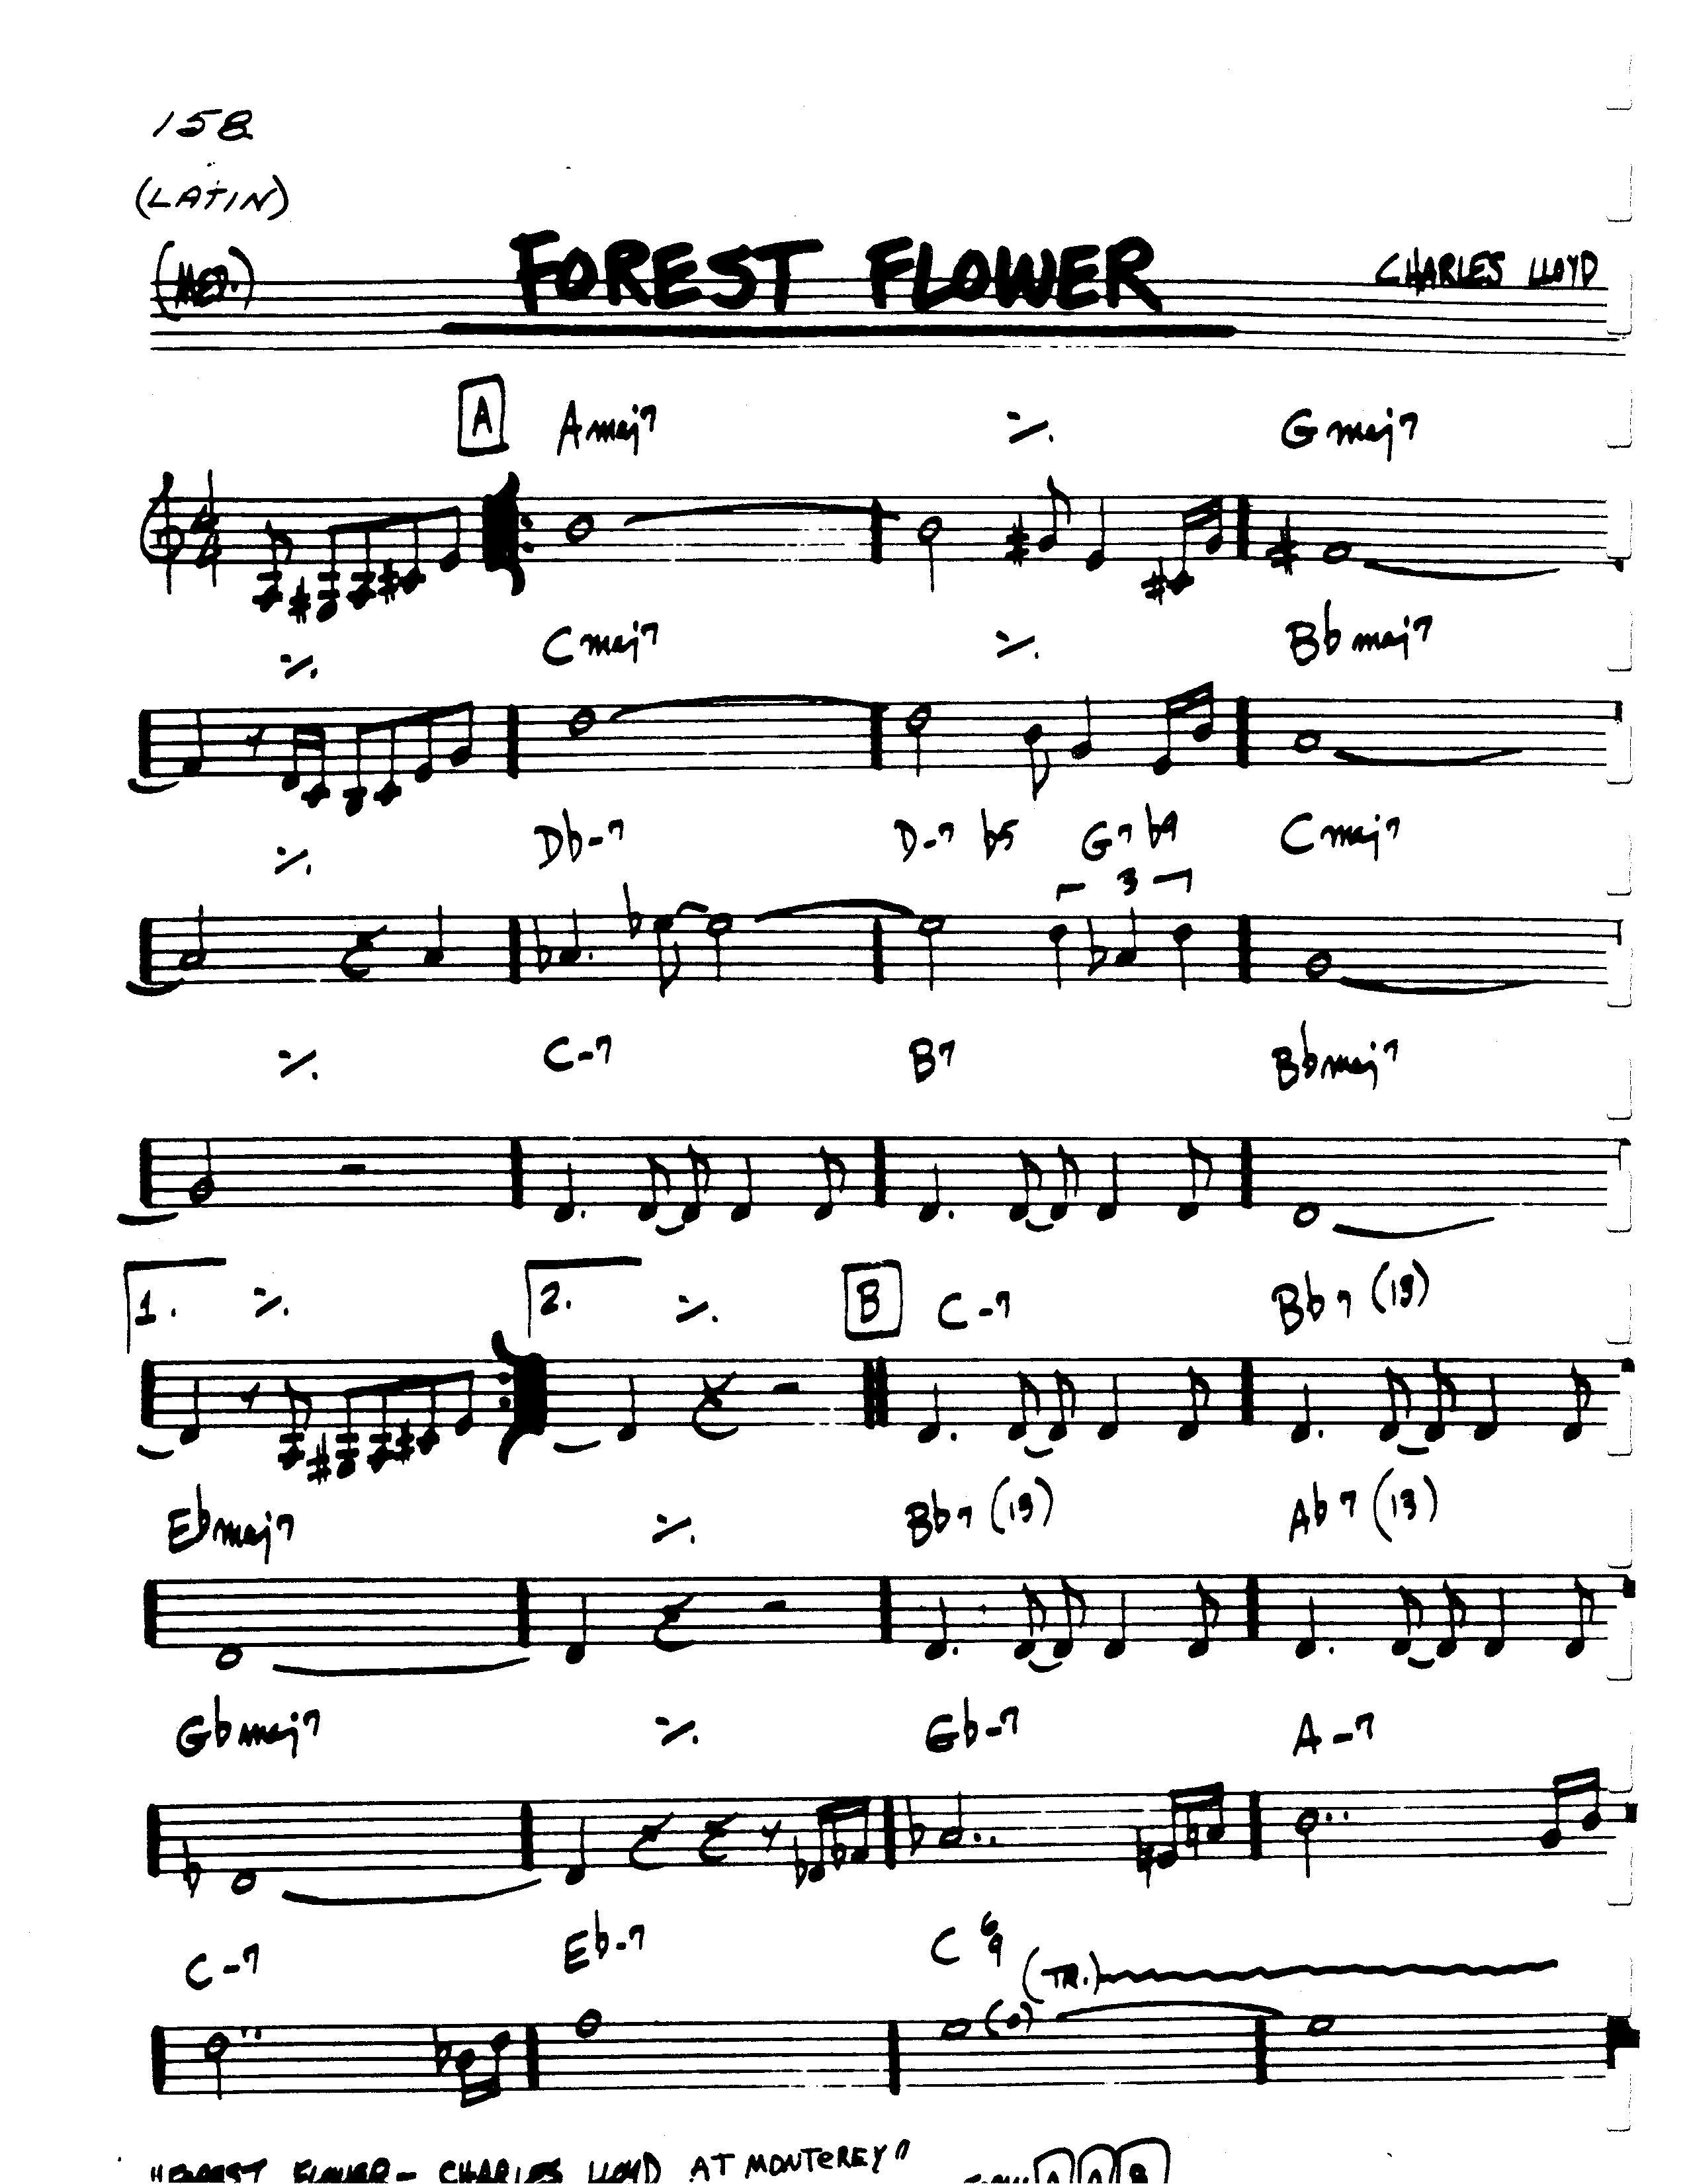 158
(LATIN)
(MED.) FOREST FLOWER CHARLES LLOYD
A Amaj7 ٪ Gmaj7
٪ Cmaj7 ٪ Bbmaj7
٪ Db-7 D-7 b5 G7 b9 Cmaj7
3
٪ C-7 B7 Bbmaj7
1. ٪ 2. ٪ B C-7 Bb7 (13)
Ebmaj7 ٪ Bb7 (13) Ab7 (13)
Gbmaj7 ٪ Gb-7 A-7
C-7 Eb-7 C 6/9 (TR.)
"FOREST FLOWER- CHARLES LLOYD AT MONTEREY" FORM: A A B